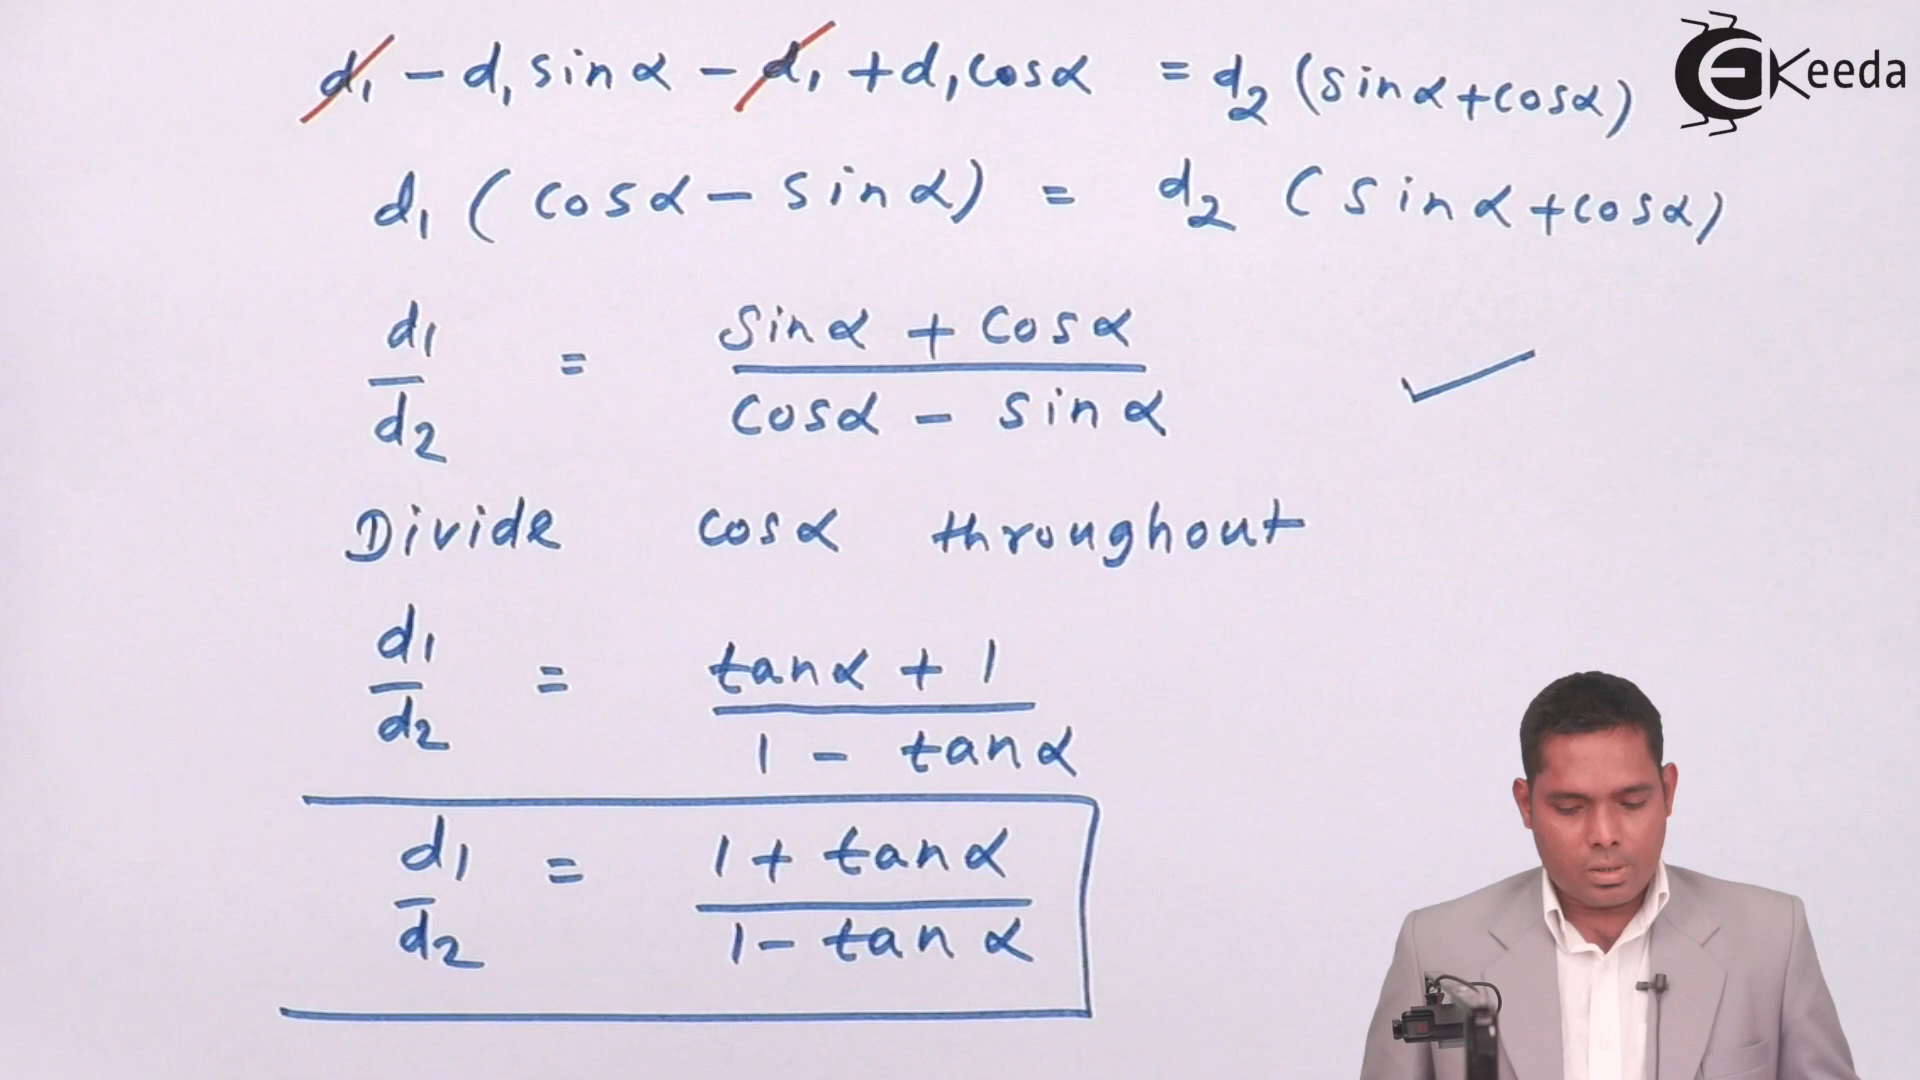 d₁ - d₁ sinα - d₁ + d₁ cosα = d₂ (sinα + cosα)
EKeeda
d₁ (cosα - sinα) = d₂ (sinα + cosα)
d₁/d₂ = (sinα + cosα)/(cosα - sinα) ✓
Divide cosα throughout
d₁/d₂ = (tanα + 1)/(1 - tanα)
d₁/d₂ = (1 + tanα)/(1 - tanα)